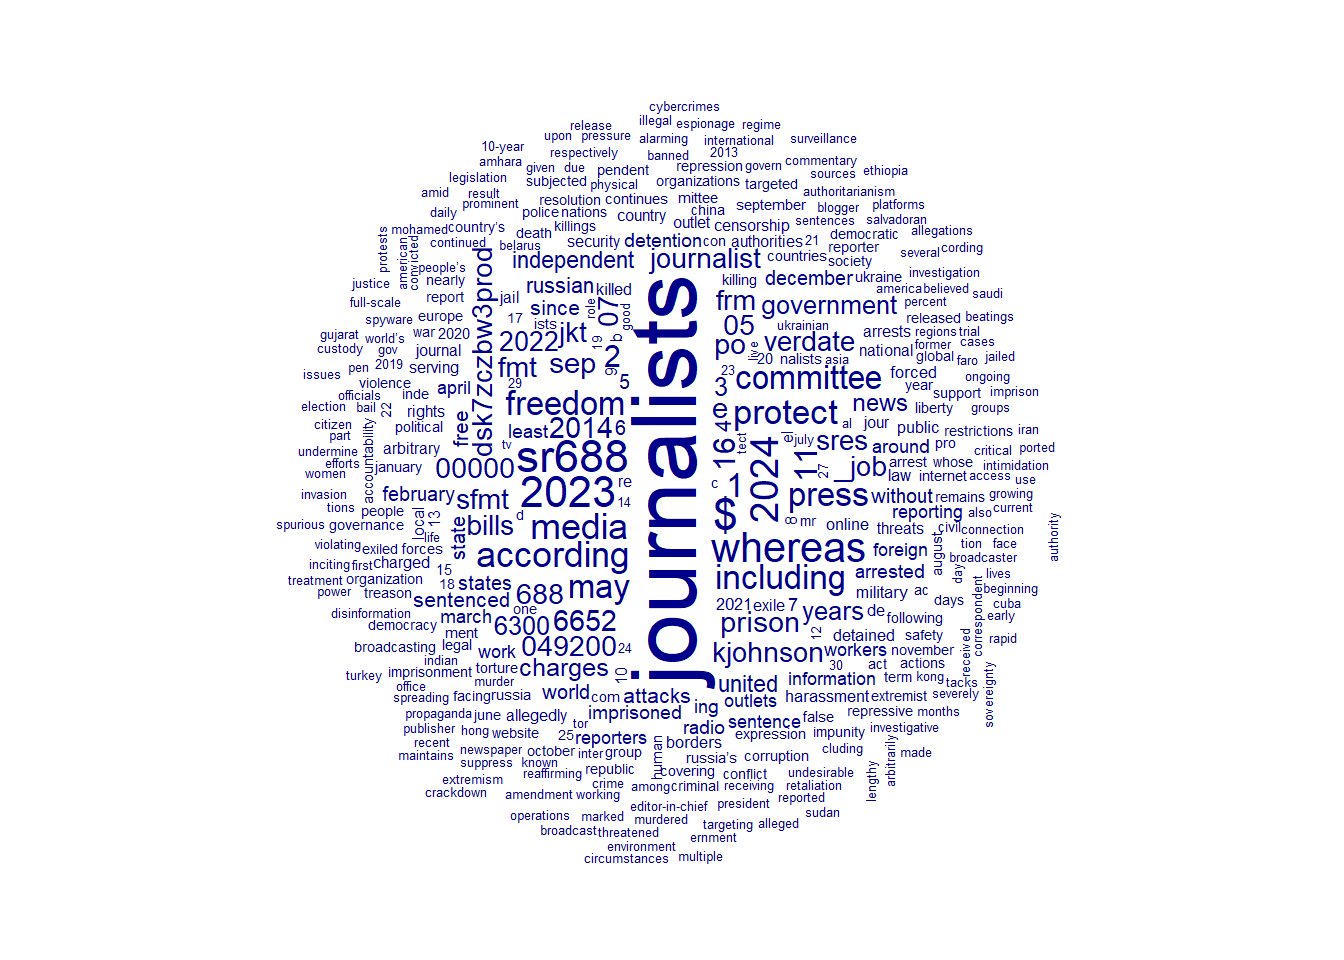 cybercrimes
illegal espionage regime
release
upon pressure alarming international surveillance
10-year respectively banned 2013 commentary
amhara given due pendent repression govern sources ethiopia
legislation subjected physical organizations targeted authoritarianism
amid result resolution continues mittee september blogger platforms
prominent china
daily police nations country outlet censorship sentences salvadoran
mohamed country's death killings democratic allegations
continued belarus security detention con authorities 21 reporter several cording
protests american convicted people's independent journalist countries society
justice nearly russian killed killing december ukraine investigation
full-scale report jail since role good frm government america believed saudi
spyware europe 17 ists 07 05 ukrainian percent beatings
gujarat world's war 2020 2022 jkt 19 b po verdate arrests released regions trial
custody gov journal fmt sep 2 9 live 20 nalists asia national former cases
issues pen 2019 serving dsk7zczbw3prod 29 5 3 23 committee forced global faro jailed
violence april year support ongoing imprison
officials inde freedom journalists e protect news liberty groups
election bail 22 rights free least 2014 6 4 al jour public restrictions iran
citizen political tv sr688 16 tect 2024 el july sres around pro critical ported
part
undermine arbitrary 00000 11 27 _job arrest whose intimidation
efforts accountability january re law internet access use
women
invasion february sfmt 2023 14 c 1 press without remains growing
tions people $ reporting also current
spurious governance local 13 bills d media 8 mr online threats civil connection authority
life
violating exiled forces state according whereas foreign august tion face
inciting first charged 15 broadcaster
treatment organization 18 states 688 may including arrested day lives
power treason sentenced one military ac beginning
disinformation march 6300 6652 2021 exile 7 years de days cuba
democracy ment prison 12 following correspondent early
broadcasting legal work 049200 24 detained safety rapid
indian kjohnson workers november received
turkey imprisonment torture charges 10 30 act actions
office murder united information term kong tacks
spreading facing russia world com attacks outlets harassment extremist severely sovereignty
propaganda june allegedly imprisoned ing repressive months
publisher hong website tor radio sentence false impunity investigative
recent 25 reporters borders expression
maintains newspaper october inter group human russia's corruption cluding arbitrarily made
suppress known reaffirming republic covering conflict undesirable lengthy
extremism crime among criminal receiving retaliation
crackdown amendment working president reported
editor-in-chief
operations marked murdered sudan
broadcast threatened targeting alleged
ernment
environment
circumstances multiple